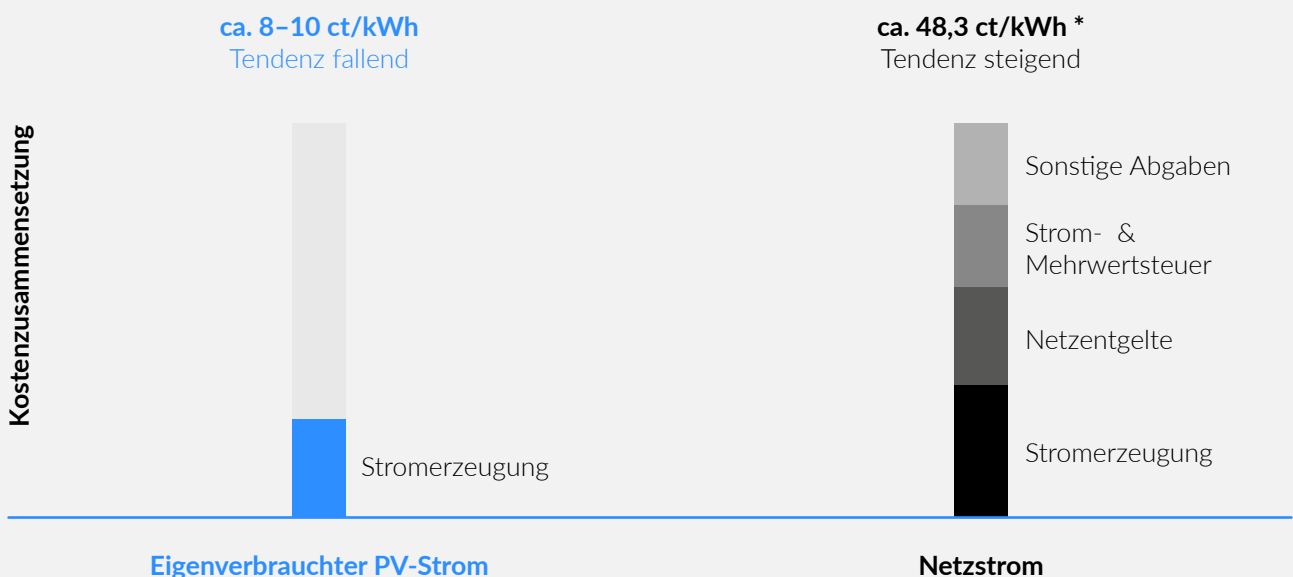 ca. 8–10 ct/kWh
Tendenz fallend
ca. 48,3 ct/kWh *
Tendenz steigend
Kostenzusammensetzung
Sonstige Abgaben
Strom- &
Mehrwertsteuer
Netzentgelte
Stromerzeugung
Stromerzeugung
Eigenverbrauchter PV-Strom
Netzstrom